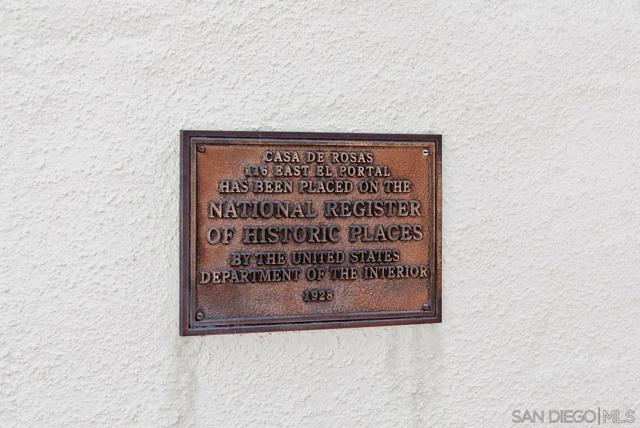 CASA DE ROSAS
116 EAST EL PORTAL
HAS BEEN PLACED ON THE
NATIONAL REGISTER
OF HISTORIC PLACES
BY THE UNITED STATES
DEPARTMENT OF THE INTERIOR
1928
SAN DIEGO|MLS